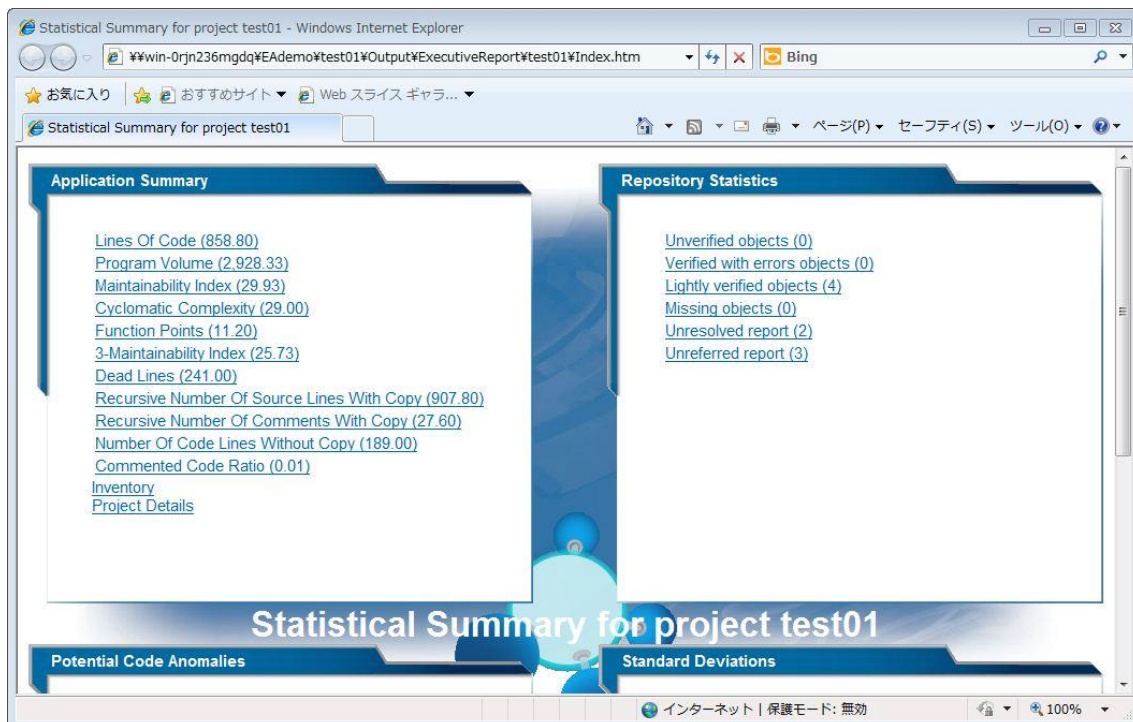 Statistical Summary for project test01 - Windows Internet Explorer
¥¥win-0rjn236mgdq¥EAdemo¥test01¥Output¥ExecutiveReport¥test01¥Index.htm
Bing
お気に入り
おすすめサイト
Web スライス ギャラ...
Statistical Summary for project test01
ページ(P)
セーフティ(S)
ツール(O)
Application Summary
Lines Of Code (858.80)
Program Volume (2,928.33)
Maintainability Index (29.93)
Cyclomatic Complexity (29.00)
Function Points (11.20)
3-Maintainability Index (25.73)
Dead Lines (241.00)
Recursive Number Of Source Lines With Copy (907.80)
Recursive Number Of Comments With Copy (27.60)
Number Of Code Lines Without Copy (189.00)
Commented Code Ratio (0.01)
Inventory
Project Details
Repository Statistics
Unverified objects (0)
Verified with errors objects (0)
Lightly verified objects (4)
Missing objects (0)
Unresolved report (2)
Unreferred report (3)
Statistical Summary for project test01
Potential Code Anomalies
Standard Deviations
インターネット | 保護モード: 無効
100%